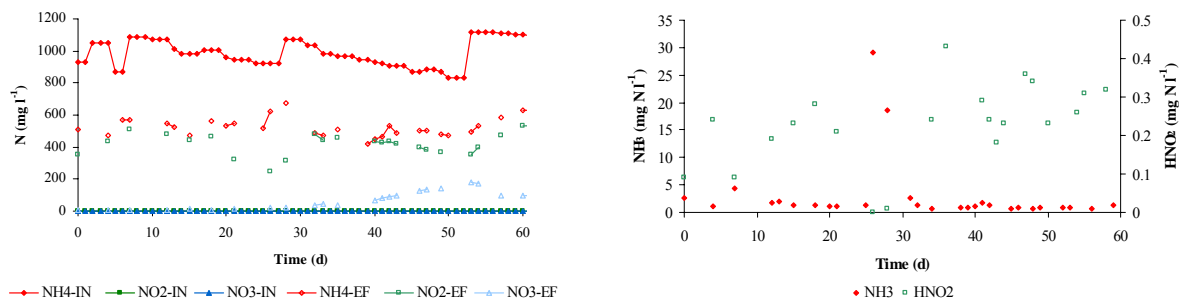 1200
1000
800
600
400
200
0
N (mg l⁻¹)
0 10 20 30 40 50 60
Time (d)
NH4-IN NO2-IN NO3-IN NH4-EF NO2-EF NO3-EF
35
30
25
20
15
10
5
0
NH₃ (mg N l⁻¹)
0.5
0.4
0.3
0.2
0.1
0
HNO₂ (mg N l⁻¹)
0 10 20 30 40 50 60
Time (d)
NH3 HNO2